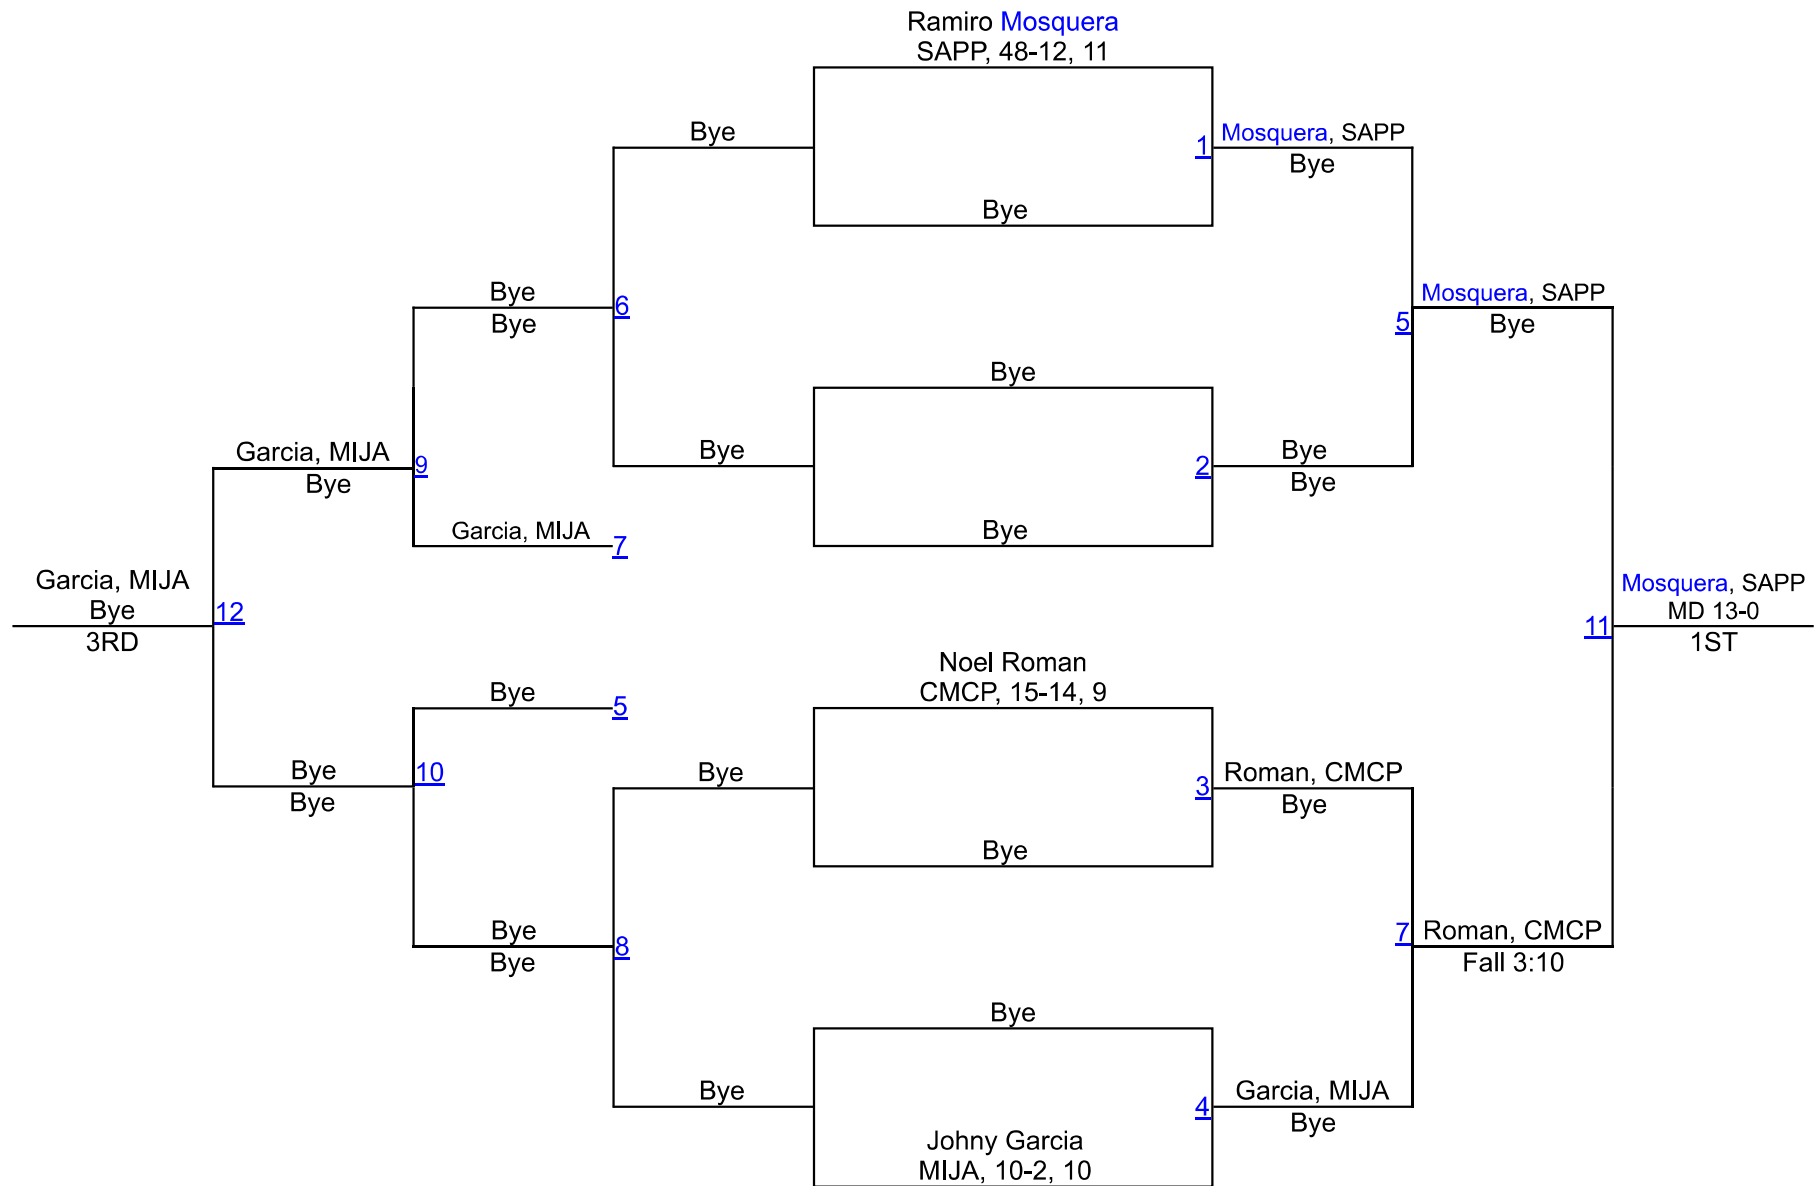 Ramiro Mosquera
SAPP, 48-12, 11
Bye
1
Mosquera, SAPP
Bye
Bye
Bye
Bye
6
Mosquera, SAPP
5
Bye
Bye
Garcia, MIJA
Bye
9
Bye
2
Bye
Bye
Garcia, MIJA
7
Bye
Garcia, MIJA
Bye
3RD
12
Mosquera, SAPP
MD 13-0
1ST
11
Noel Roman
CMCP, 15-14, 9
Bye
5
Bye
Bye
10
Bye
3
Roman, CMCP
Bye
Bye
Bye
Bye
8
7
Roman, CMCP
Fall 3:10
Bye
Bye
4
Garcia, MIJA
Bye
Johny Garcia
MIJA, 10-2, 10